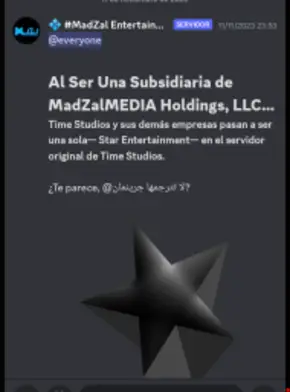 #MadZal Entertain... SERVIDOR 11/11/2023 23:53
@everyone
Al Ser Una Subsidiaria de
MadZalMEDIA Holdings, LLC...
Time Studios y sus demás empresas pasan a ser
una sola— Star Entertainment— en el servidor
original de Time Studios.
¿Te parece, @لا تترجمها جرينمان?